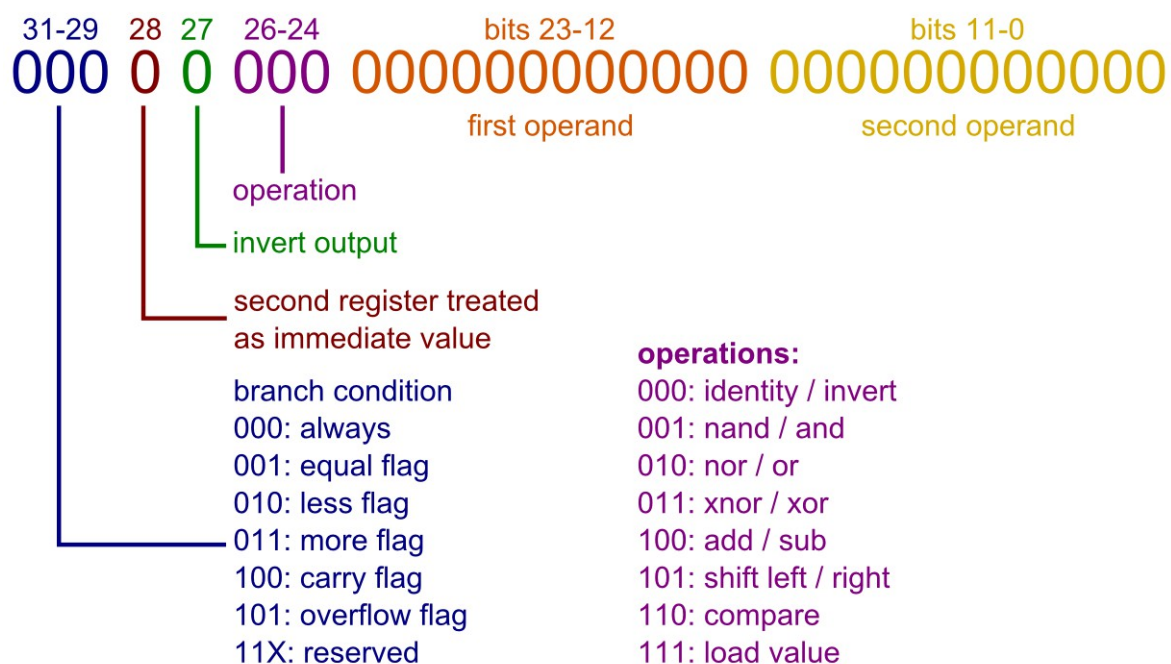 31-29 28 27 26-24 bits 23-12 bits 11-0
000 0 0 000 000000000000 000000000000
first operand second operand
operation
invert output
second register treated
as immediate value
branch condition
000: always
001: equal flag
010: less flag
011: more flag
100: carry flag
101: overflow flag
11X: reserved
operations:
000: identity / invert
001: nand / and
010: nor / or
011: xnor / xor
100: add / sub
101: shift left / right
110: compare
111: load value